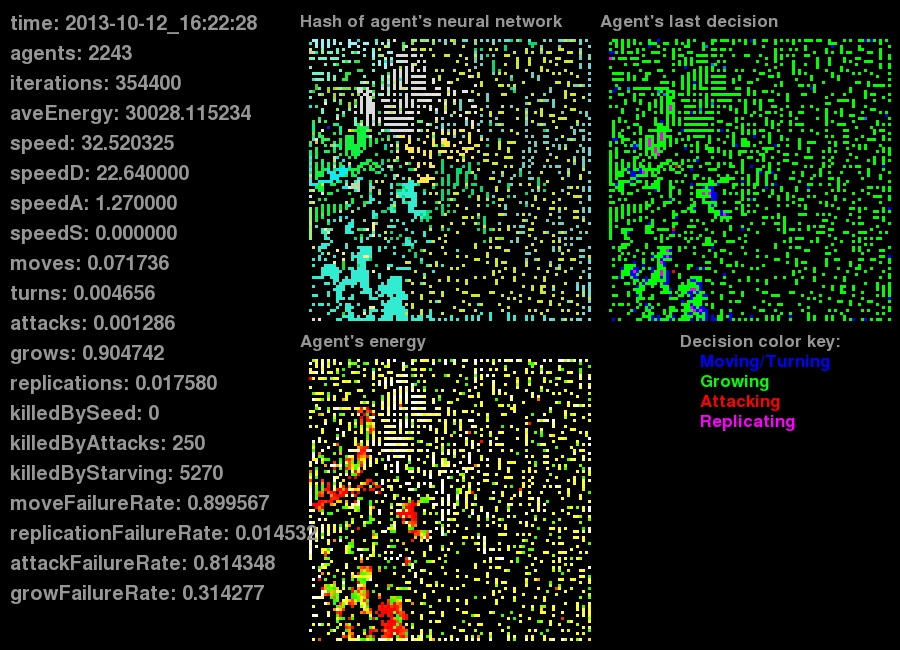 time: 2013-10-12_16:22:28
agents: 2243
iterations: 354400
aveEnergy: 30028.115234
speed: 32.520325
speedD: 22.640000
speedA: 1.270000
speedS: 0.000000
moves: 0.071736
turns: 0.004656
attacks: 0.001286
grows: 0.904742
replications: 0.017580
killedBySeed: 0
killedByAttacks: 250
killedByStarving: 5270
moveFailureRate: 0.899567
replicationFailureRate: 0.014532
attackFailureRate: 0.814348
growFailureRate: 0.314277
Hash of agent's neural network
Agent's last decision
Agent's energy
Decision color key:
Moving/Turning
Growing
Attacking
Replicating